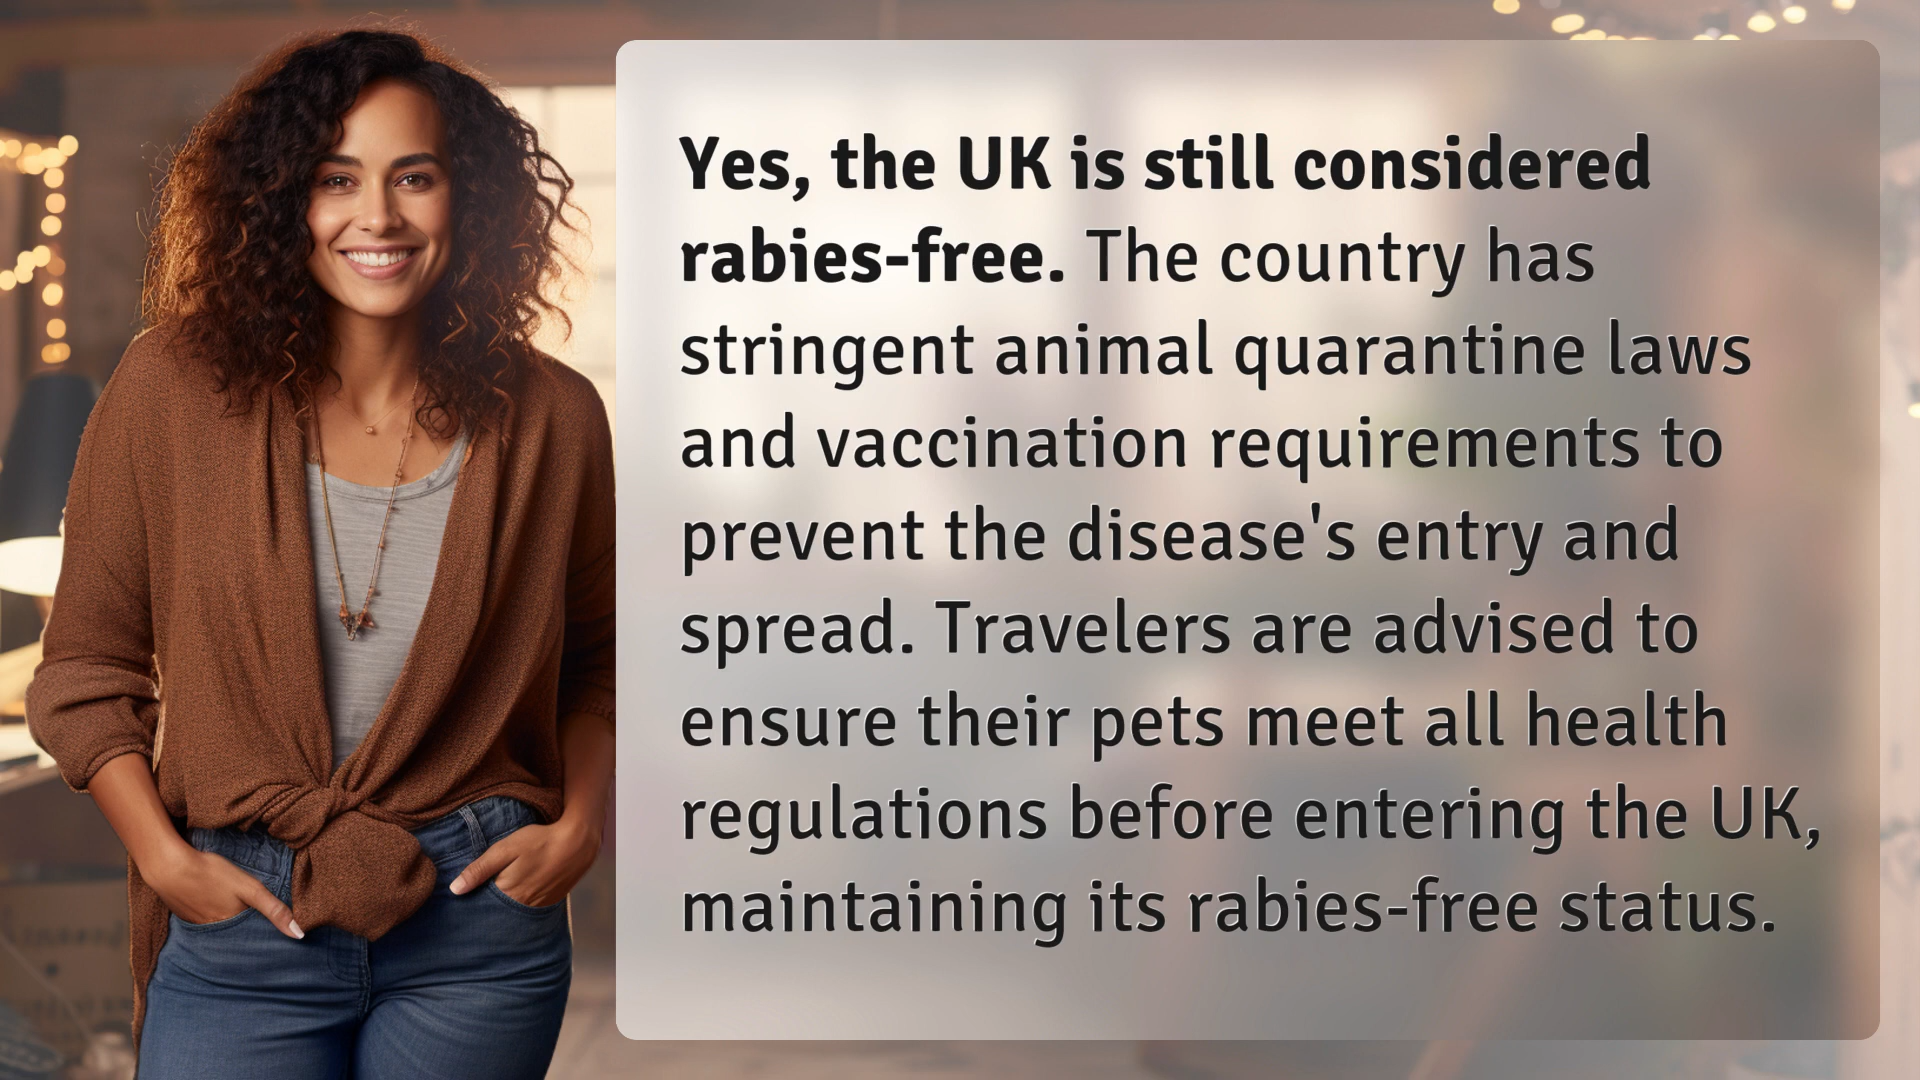 Yes, the UK is still considered
rabies-free. The country has
stringent animal quarantine laws
and vaccination requirements to
prevent the disease's entry and
spread. Travelers are advised to
ensure their pets meet all health
regulations before entering the UK,
maintaining its rabies-free status.